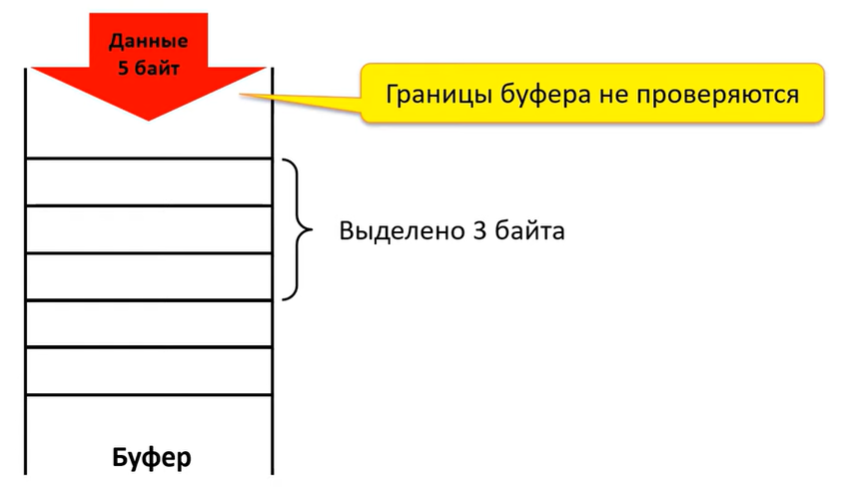 Данные
5 байт
Границы буфера не проверяются
Выделено 3 байта
Буфер